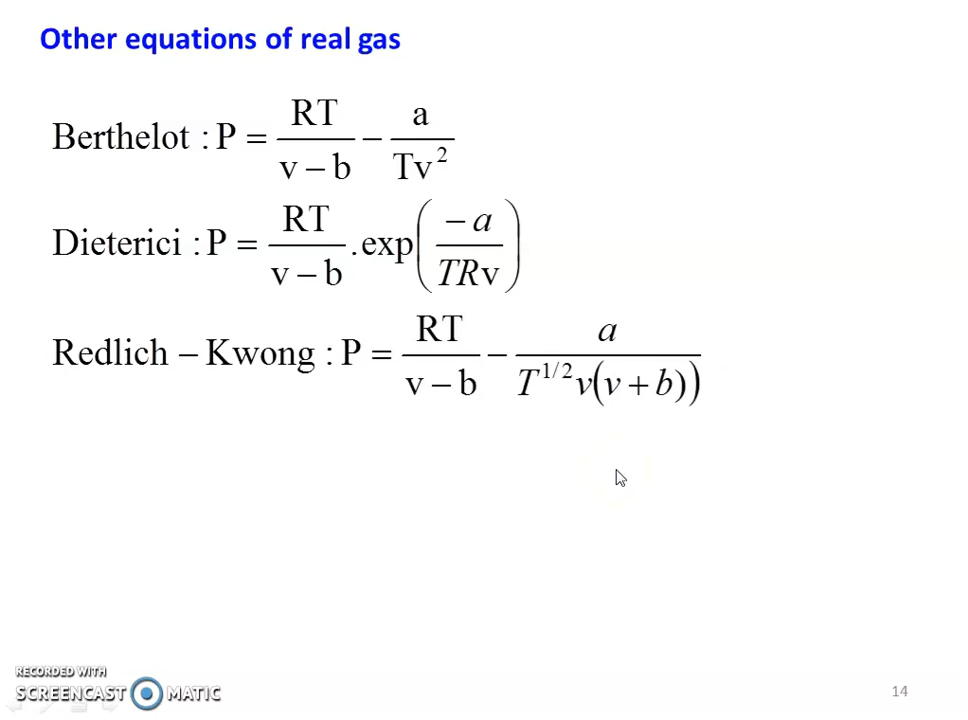 Other equations of real gas
Berthelot : P = RT / (v – b) – a / (Tv²)
Dieterici : P = RT / (v – b) .exp(–a / (TRv))
Redlich – Kwong : P = RT / (v – b) – a / (T^1/2 v(v + b))
RECORDED WITH
SCREENCAST MATIC
14